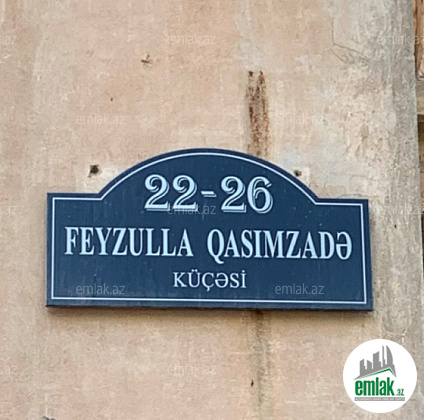 22-26
FEYZULLA QASIMZADƏ
KÜÇƏSİ
emlak.az